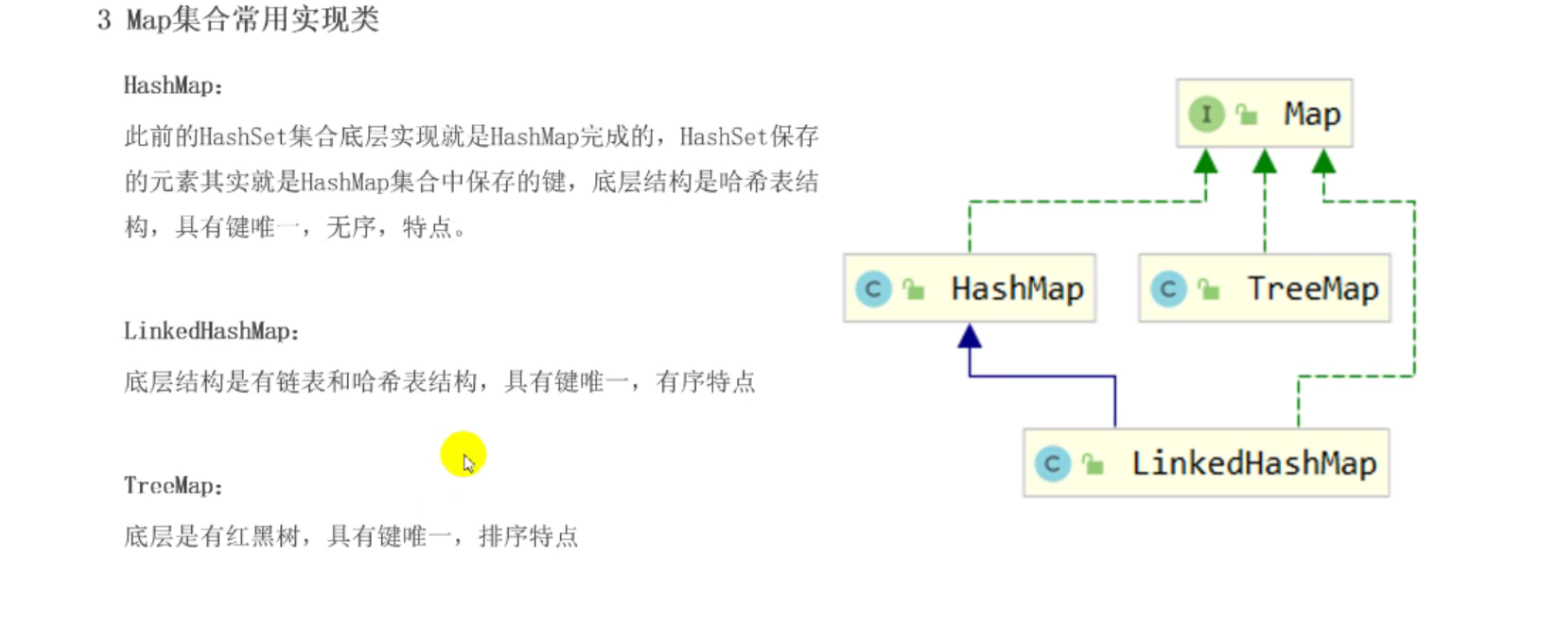 3 Map集合常用实现类
HashMap：
此前的HashSet集合底层实现就是HashMap完成的，HashSet保存
的元素其实就是HashMap集合中保存的键，底层结构是哈希表结
构，具有键唯一，无序，特点。
LinkedHashMap：
底层结构是有链表和哈希表结构，具有键唯一，有序特点
TreeMap：
底层是有红黑树，具有键唯一，排序特点
I Map
C HashMap
C TreeMap
C LinkedHashMap